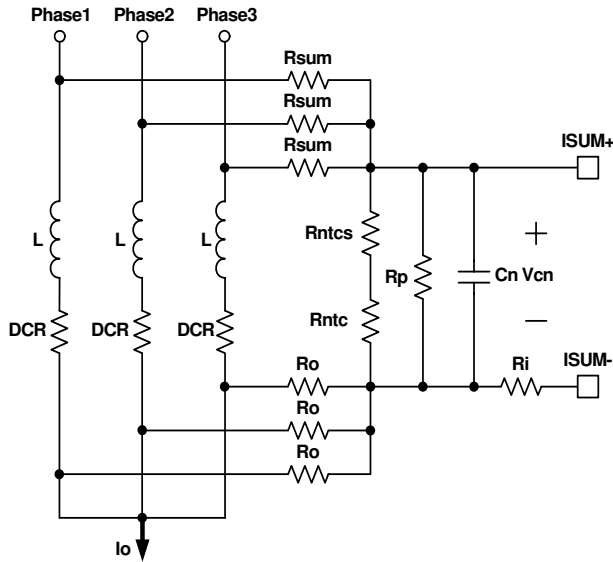 Phase1 Phase2 Phase3
Rsum
Rsum
ISUM+
Rsum
L L L
Rntcs
+
Rp
Cn Vcn
DCR DCR DCR
Rntc
−
Ro
Ri
ISUM-
Ro
Ro
Io